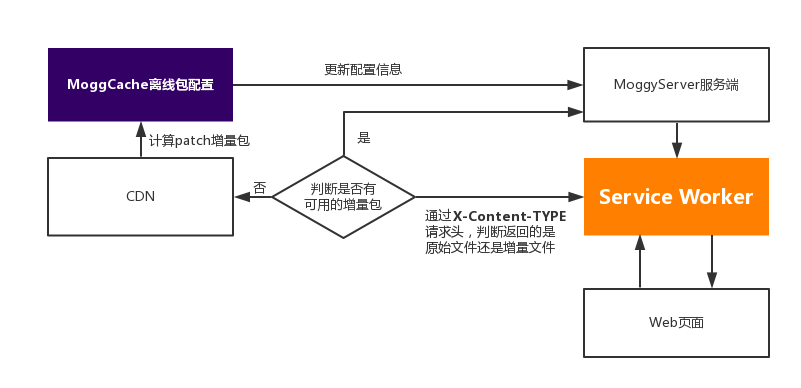 MoggCache离线包配置
更新配置信息
MoggyServer服务端
计算patch增量包
是
CDN
否
判断是否有
可用的增量包
Service Worker
通过X-Content-TYPE
请求头，判断返回的是
原始文件还是增量文件
Web页面